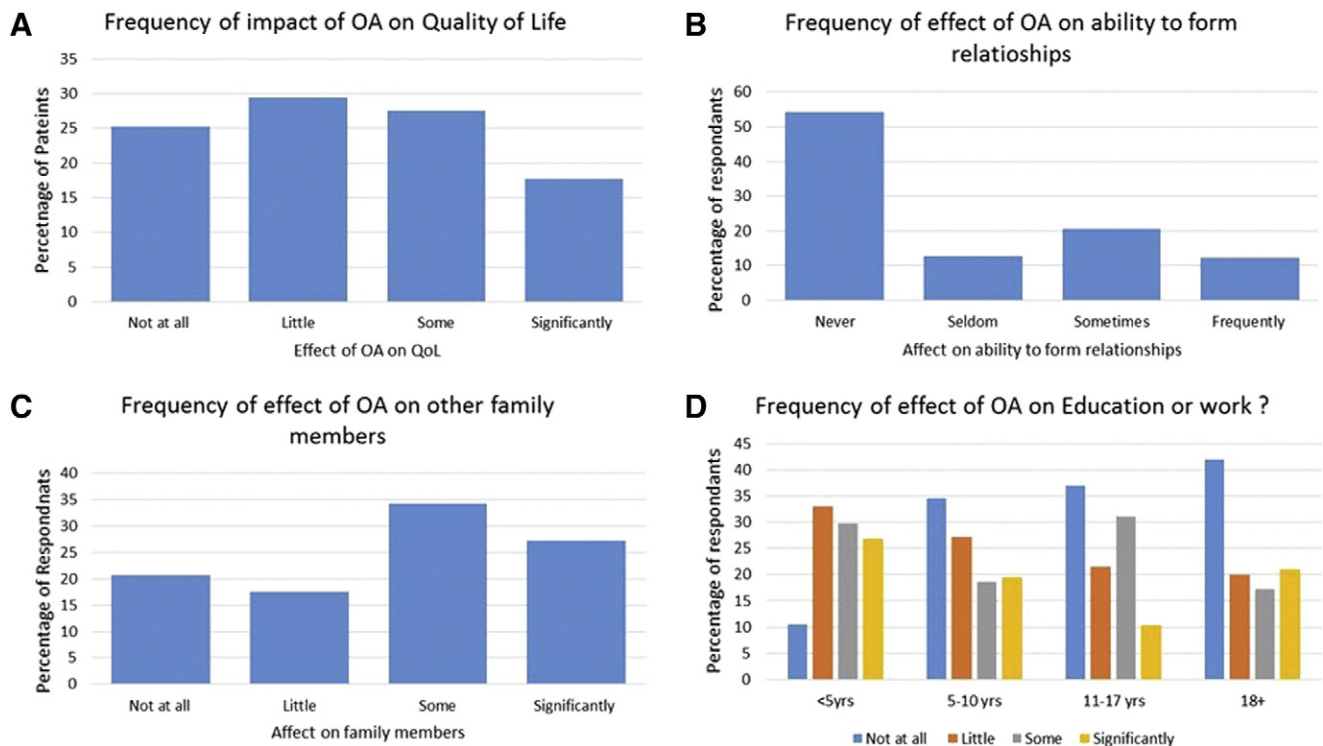 A
Frequency of impact of OA on Quality of Life
35
30
25
20
15
10
5
0
Percetnage of Pateints
Not at all Little Some Significantly
Effect of OA on QoL
B
Frequency of effect of OA on ability to form
relatioships
60
50
40
30
20
10
0
Percentage of respondants
Never Seldom Sometimes Frequently
Affect on ability to form relationships
C
Frequency of effect of OA on other family
members
40
35
30
25
20
15
10
5
0
Percentage of Respondnats
Not at all Little Some Significantly
Affect on family members
D
Frequency of effect of OA on Education or work ?
45
40
35
30
25
20
15
10
5
0
Percentage of respondants
<5yrs 5-10 yrs 11-17 yrs 18+
Not at all Little Some Significantly